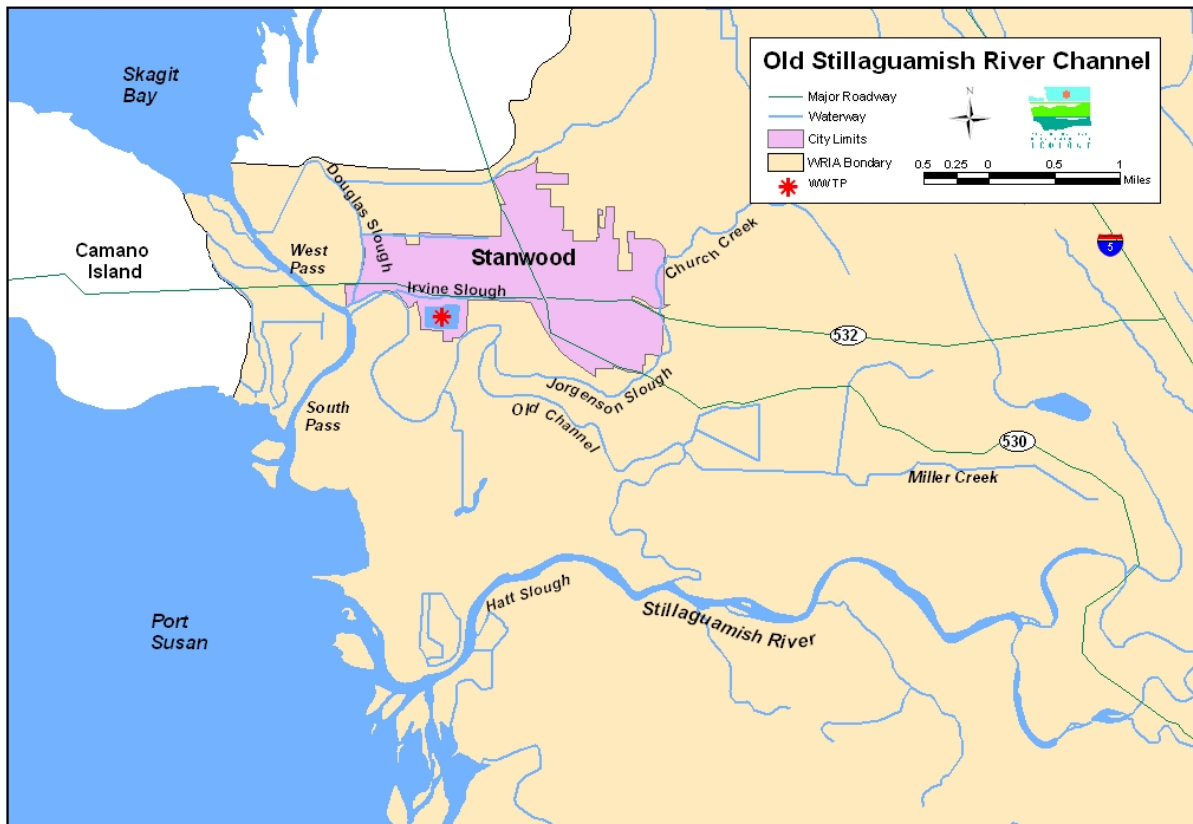 Old Stillaguamish River Channel
Major Roadway
Waterway
City Limits
WRIA Bondary
WWTP
N
0.5 0.25 0 0.5 1
Miles
Skagit
Bay
Douglas Slough
West
Pass
Camano
Island
Stanwood
Church Creek
5
Irvine Slough
532
South
Pass
Jorgenson Slough
Old Channel
530
Miller Creek
Hatt Slough
Stillaguamish River
Port
Susan